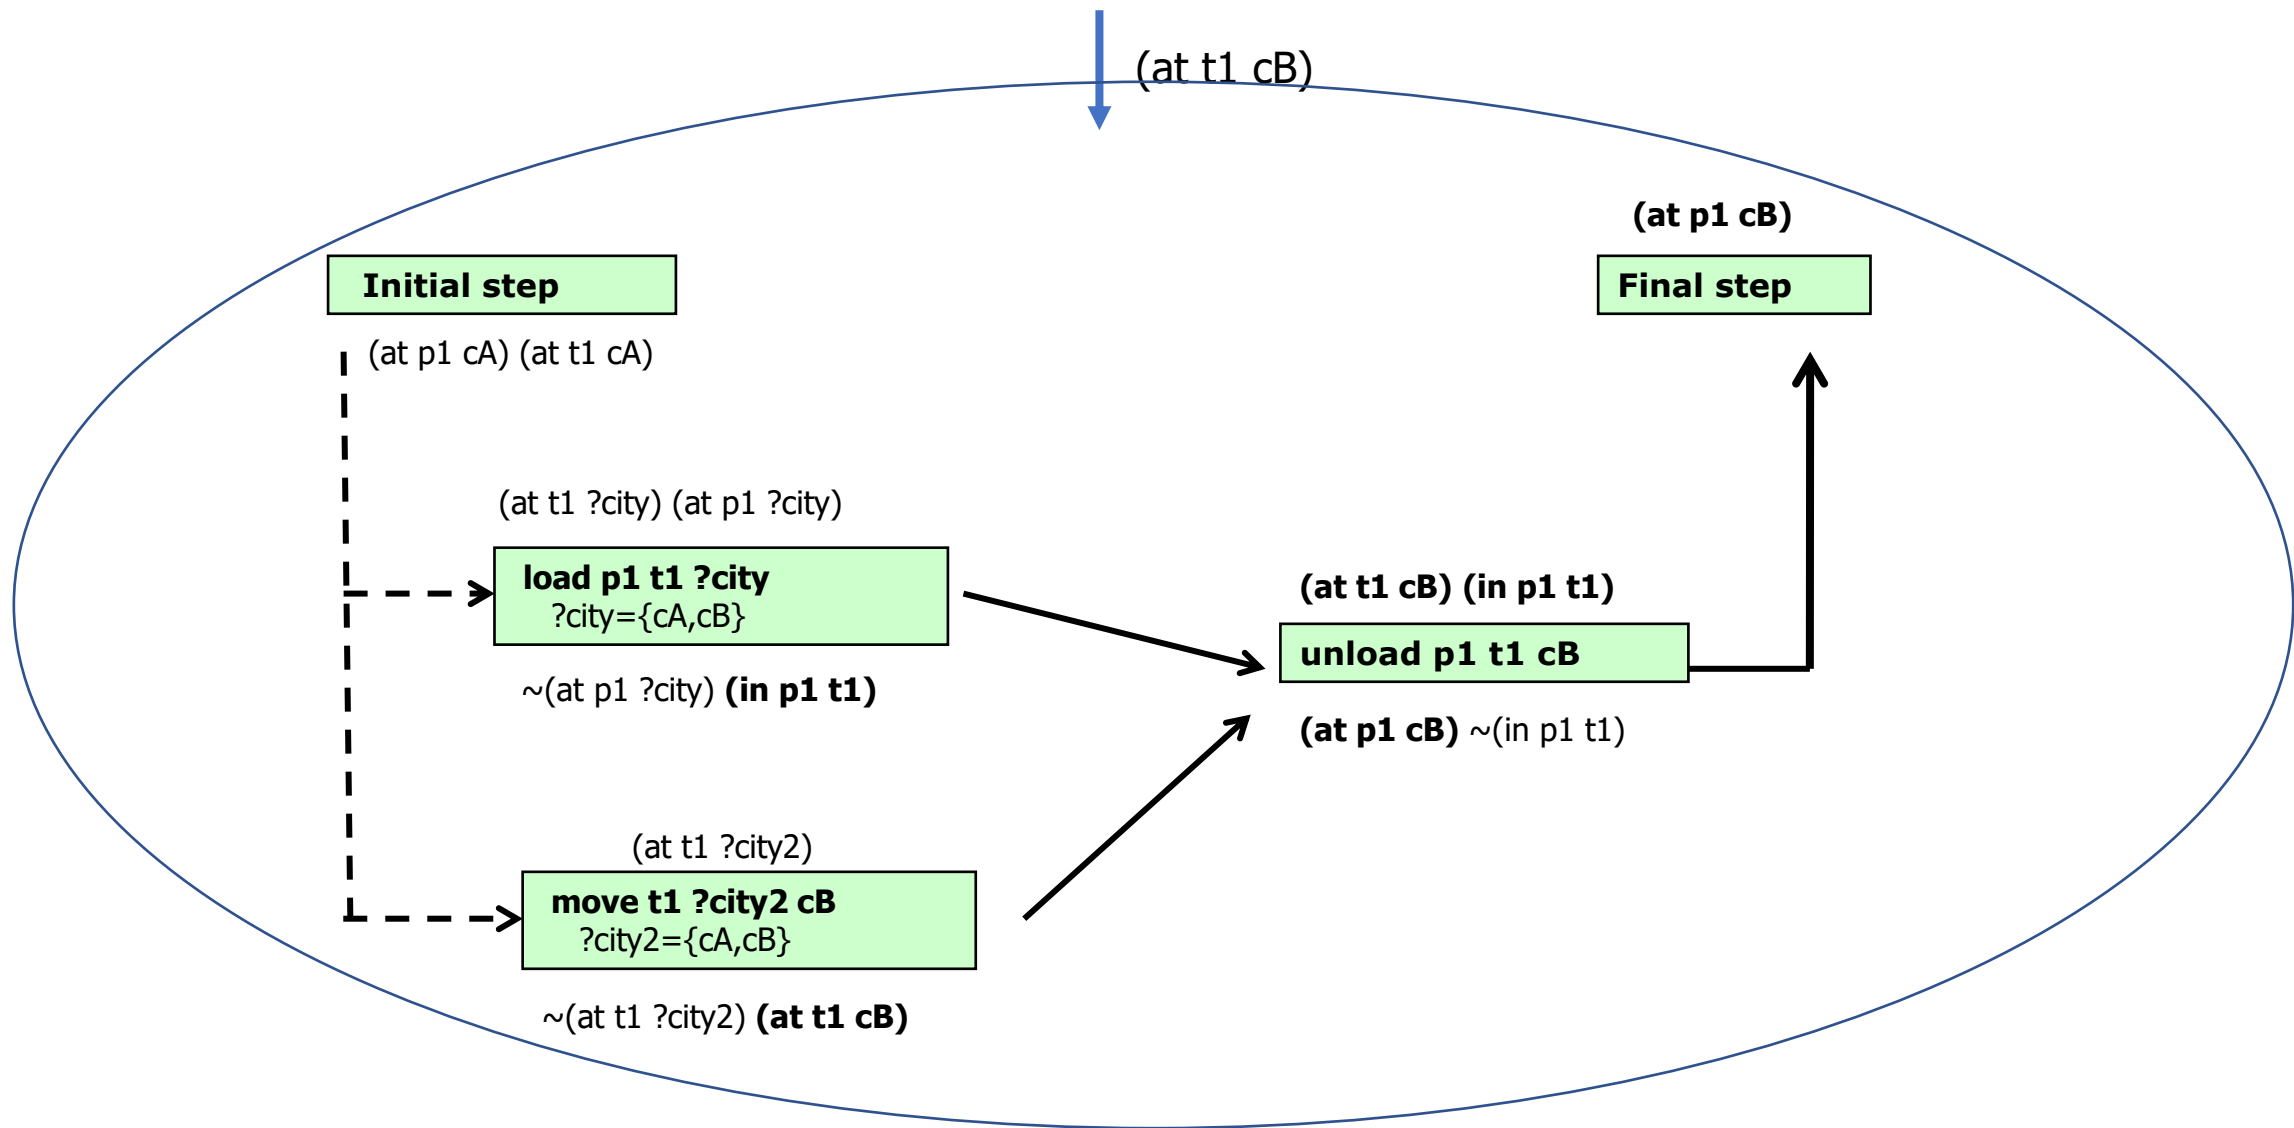 (at t1 cB)
(at p1 cB)
Initial step
Final step
(at p1 cA) (at t1 cA)
(at t1 ?city) (at p1 ?city)
load p1 t1 ?city
?city={cA,cB}
~(at p1 ?city) (in p1 t1)
(at t1 cB) (in p1 t1)
unload p1 t1 cB
(at p1 cB) ~(in p1 t1)
(at t1 ?city2)
move t1 ?city2 cB
?city2={cA,cB}
~(at t1 ?city2) (at t1 cB)